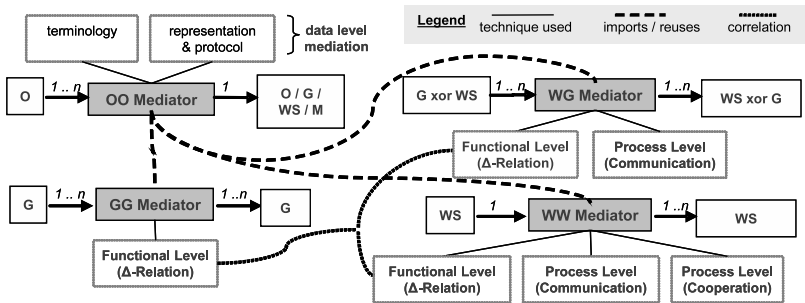 Legend
technique used
imports / reuses
correlation
terminology
representation
& protocol
data level
mediation
O
1 .. n
OO Mediator
1
O / G /
WS / M
G xor WS
1..n
WG Mediator
1..n
WS xor G
Functional Level
(Δ-Relation)
Process Level
(Communication)
G
1 .. n
GG Mediator
1..n
G
Functional Level
(Δ-Relation)
WS
1
WW Mediator
1 ..n
WS
Functional Level
(Δ-Relation)
Process Level
(Communication)
Process Level
(Cooperation)